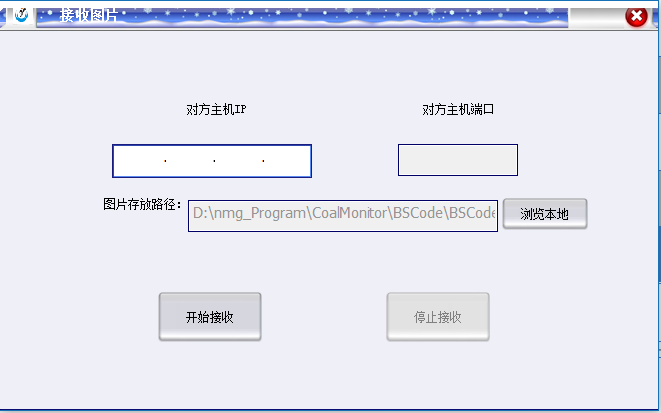 接收图片
对方主机IP
对方主机端口
. . .
图片存放路径：
D:\nmg_Program\CoalMonitor\BSCode\BSCode
浏览本地
开始接收
停止接收